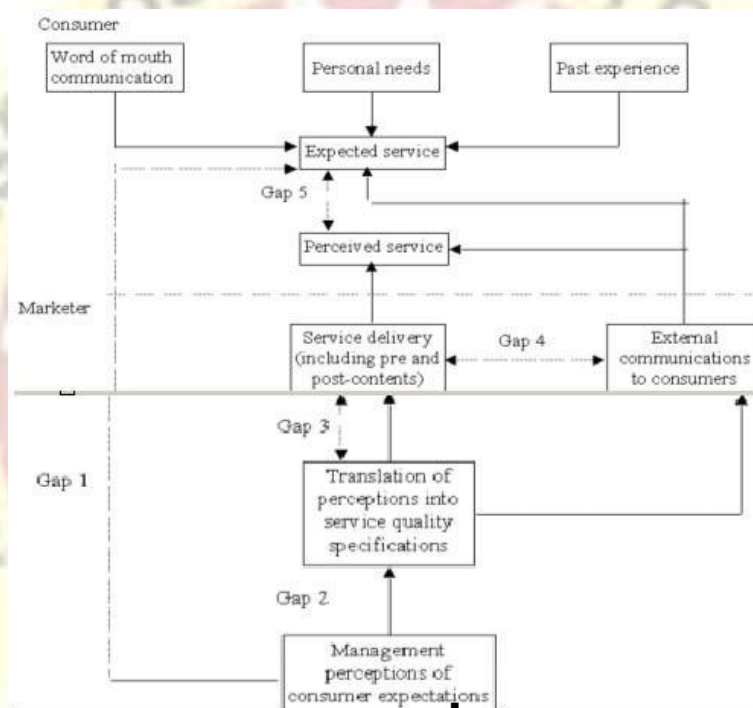 Consumer
Word of mouth
communication
Personal needs
Past experience
Expected service
Gap 5
Perceived service
Marketer
Service delivery
(including pre and
post-contents)
Gap 4
External
communications
to consumers
Gap 3
Gap 1
Translation of
perceptions into
service quality
specifications
Gap 2
Management
perceptions of
consumer expectations